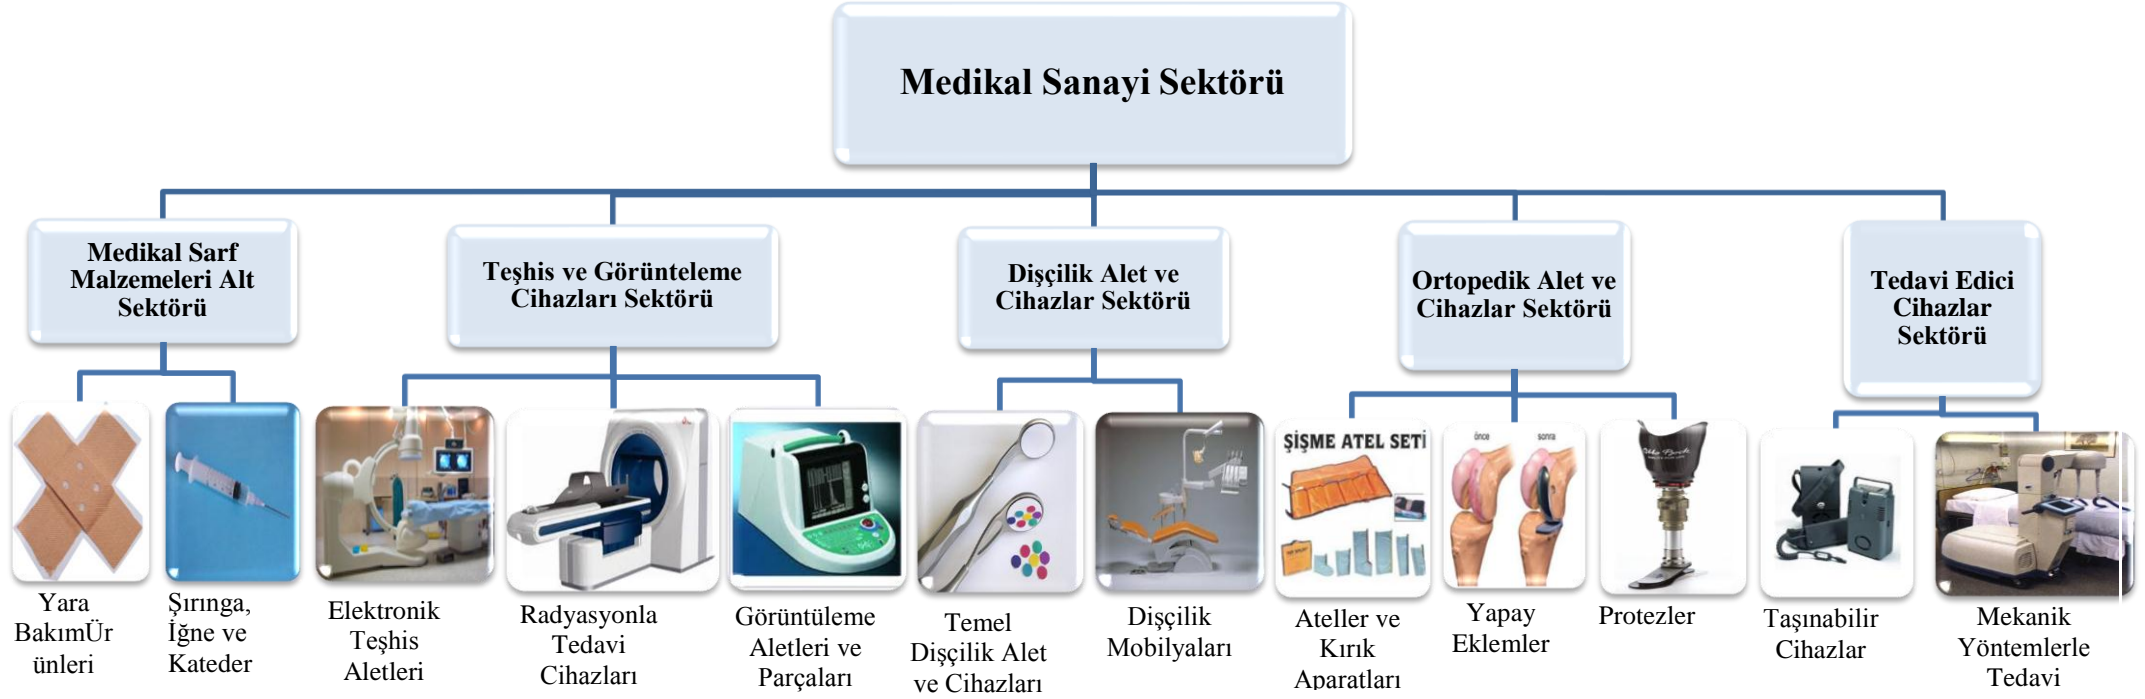 Medikal Sanayi Sektörü
Medikal Sarf
Malzemeleri Alt
Sektörü
Teşhis ve Görünteleme
Cihazları Sektörü
Dişçilik Alet ve
Cihazlar Sektörü
Ortopedik Alet ve
Cihazlar Sektörü
Tedavi Edici
Cihazlar
Sektörü
ŞİŞME ATEL SETİ
önce
sonra
Yara
BakımÜr
ünleri
Şırınga,
İğne ve
Kateder
Elektronik
Teşhis
Aletleri
Radyasyonla
Tedavi
Cihazları
Görüntüleme
Aletleri ve
Parçaları
Temel
Dişçilik Alet
ve Cihazları
Dişçilik
Mobilyaları
Ateller ve
Kırık
Aparatları
Yapay
Eklemler
Protezler
Taşınabilir
Cihazlar
Mekanik
Yöntemlerle
Tedavi